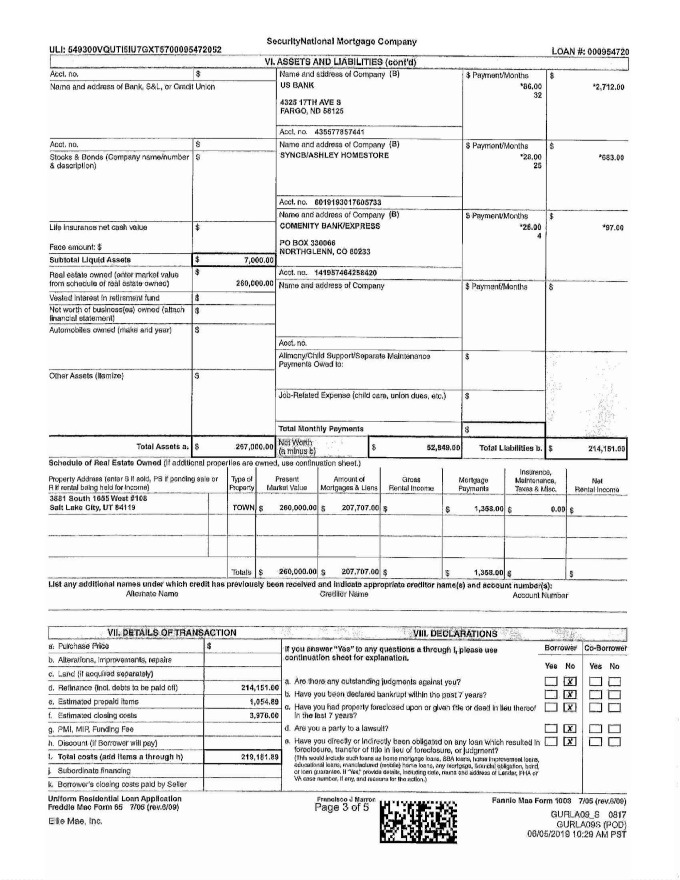 SecurityNational Mortgage Company
ULI: 549300VQUTI5IU7GXT5700095472052
LOAN #: 000954720
VI. ASSETS AND LIABILITIES (cont'd)
Acct. no. $
Name and address of Bank, S&L, or Credit Union
Name and address of Company (B)
US BANK
4325 17TH AVE S
FARGO, ND 58125
Acct. no. 435577857441
$ Payment/Months $
*86.00 *2,712.00
32
Acct. no. $
Stocks & Bonds (Company name/number $
& description)
Name and address of Company (B)
SYNCB/ASHLEY HOMESTORE
Acct. no. 6019193017605733
$ Payment/Months $
*28.00 *683.00
25
Life insurance net cash value $
Face amount: $
Name and address of Company (B)
COMENITY BANK/EXPRESS
PO BOX 330066
NORTHGLENN, CO 80233
Acct. no. 141957464258420
$ Payment/Months $
*25.00 *97.00
4
Subtotal Liquid Assets $ 7,000.00
Real estate owned (enter market value $
from schedule of real estate owned) 260,000.00
Vested interest in retirement fund $
Net worth of business(es) owned (attach $
financial statement)
Automobiles owned (make and year) $
Name and address of Company
$ Payment/Months $
Acct. no.
Alimony/Child Support/Separate Maintenance $
Payments Owed to:
Other Assets (itemize) $
Job-Related Expense (child care, union dues, etc.) $
Total Monthly Payments $
Total Assets a. $ 267,000.00 Net Worth $ 52,849.00 Total Liabilities b. $ 214,151.00
(a minus b)
Schedule of Real Estate Owned (If additional properties are owned, use continuation sheet.)
Property Address (enter S if sold, PS if pending sale or
R if rental being held for income)
Type of
Property
Present
Market Value
Amount of
Mortgages & Liens
Gross
Rental Income
Mortgage
Payments
Insurance,
Maintenance,
Taxes & Misc.
Net
Rental Income
3881 South 1685 West #108
Salt Lake City, UT 84119 TOWN $ 260,000.00 $ 207,707.00 $ $ 1,358.00 $ 0.00 $
Totals $ 260,000.00 $ 207,707.00 $ $ 1,358.00 $ $
List any additional names under which credit has previously been received and indicate appropriate creditor name(s) and account number(s):
Alternate Name Creditor Name Account Number
VII. DETAILS OF TRANSACTION
a. Purchase Price $
b. Alterations, improvements, repairs
c. Land (if acquired separately)
d. Refinance (incl. debts to be paid off) 214,151.00
e. Estimated prepaid items 1,054.89
f. Estimated closing costs 3,976.00
g. PMI, MIP, Funding Fee
h. Discount (if Borrower will pay)
i. Total costs (add items a through h) 219,181.89
j. Subordinate financing
k. Borrower's closing costs paid by Seller
VIII. DECLARATIONS
If you answer "Yes" to any questions a through i, please use
continuation sheet for explanation.
Borrower Co-Borrower
Yes No Yes No
a. Are there any outstanding judgments against you? X
b. Have you been declared bankrupt within the past 7 years? X
c. Have you had property foreclosed upon or given title or deed in lieu thereof X
in the last 7 years?
d. Are you a party to a lawsuit? X
e. Have you directly or indirectly been obligated on any loan which resulted in X
foreclosure, transfer of title in lieu of foreclosure, or judgment?
(This would include such loans as home mortgage loans, SBA loans, home improvement loans,
educational loans, manufactured (mobile) home loans, any mortgage, financial obligation, bond,
or loan guarantee. If "Yes," provide details, including date, name and address of Lender, FHA or
VA case number, if any, and reasons for the action.)
Uniform Residential Loan Application
Freddie Mac Form 65 7/05 (rev.6/09)
Ellie Mae, Inc.
Francisco J Marron
Page 3 of 5
Fannie Mae Form 1003 7/05 (rev.6/09)
GURLA09_S 0817
GURLA09S (POD)
06/05/2019 10:29 AM PST